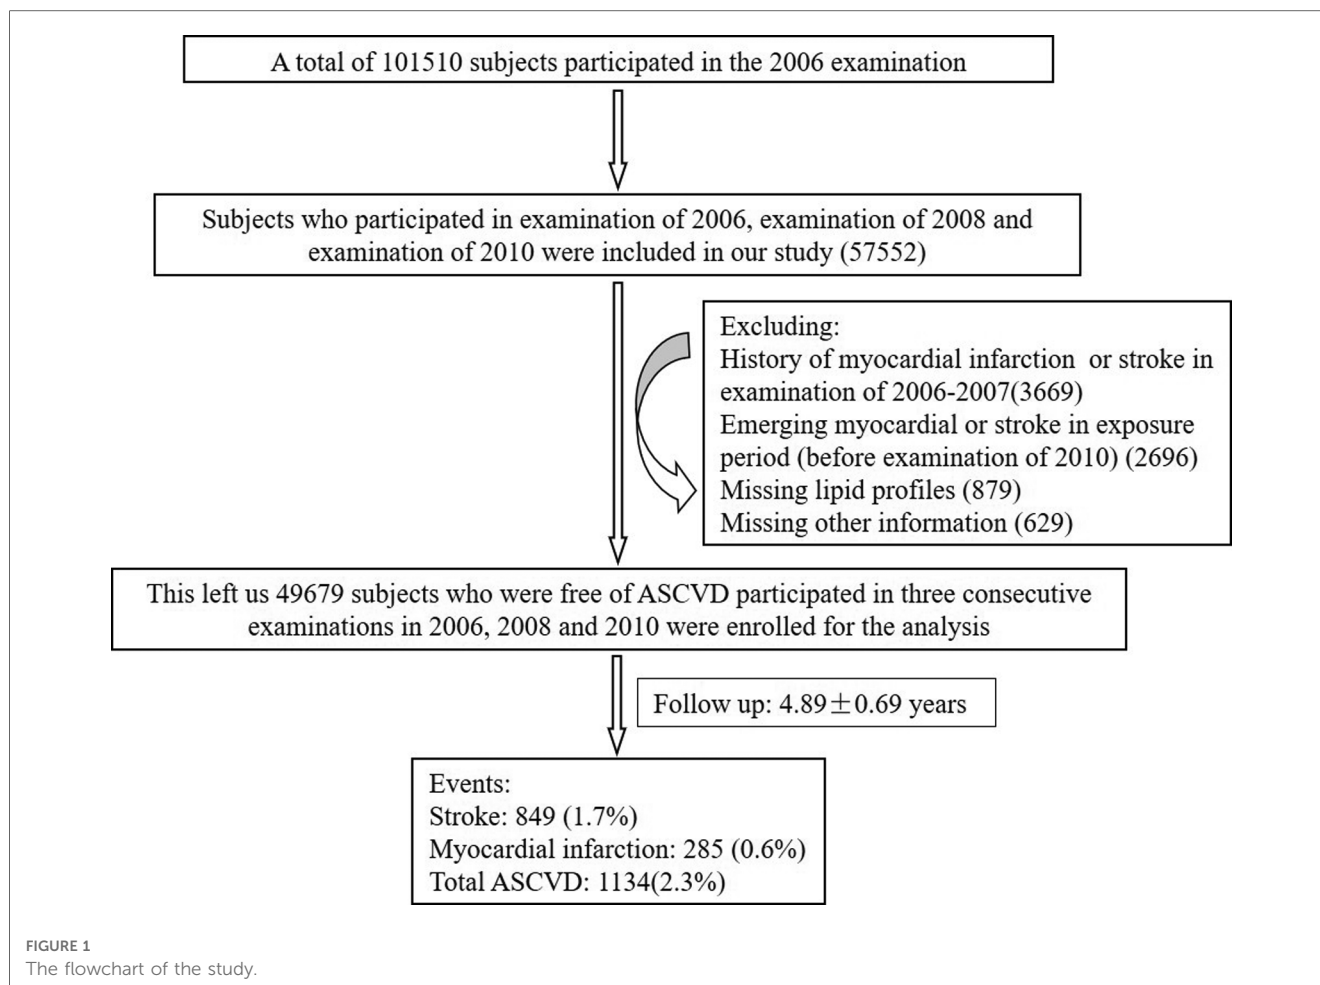 A total of 101510 subjects participated in the 2006 examination
Subjects who participated in examination of 2006, examination of 2008 and
examination of 2010 were included in our study (57552)
Excluding:
History of myocardial infarction or stroke in
examination of 2006-2007(3669)
Emerging myocardial or stroke in exposure
period (before examination of 2010) (2696)
Missing lipid profiles (879)
Missing other information (629)
This left us 49679 subjects who were free of ASCVD participated in three consecutive
examinations in 2006, 2008 and 2010 were enrolled for the analysis
Follow up: 4.89±0.69 years
Events:
Stroke: 849 (1.7%)
Myocardial infarction: 285 (0.6%)
Total ASCVD: 1134(2.3%)
FIGURE 1
The flowchart of the study.